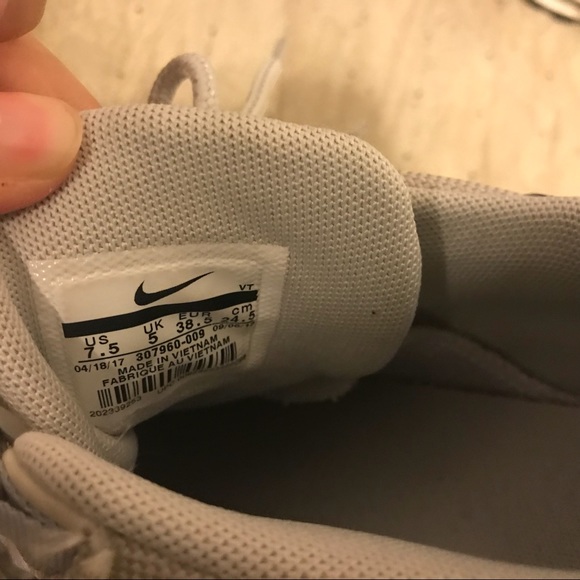 VT
US UK EUR cm
7.5 5 38.5 24.5
04/18/17 307960-009
MADE IN VIETNAM
FABRIQUE AU VIETNAM